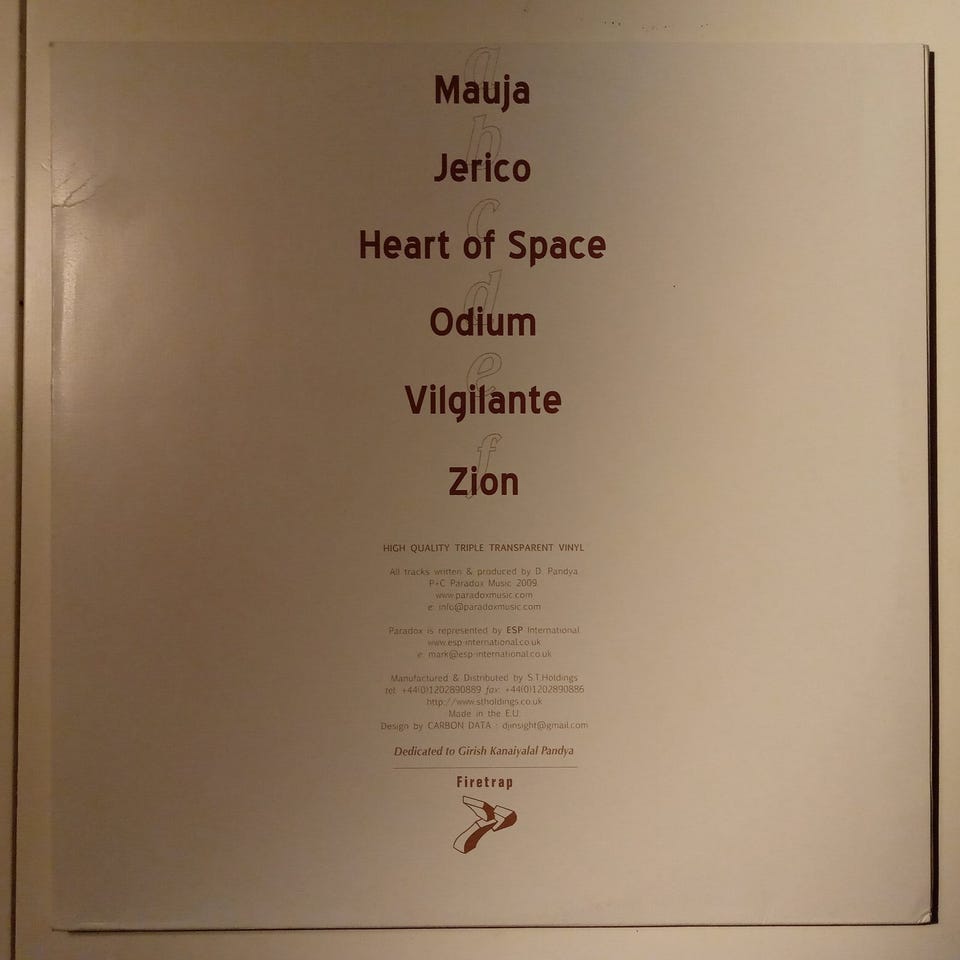 a
Mauja
b
Jerico
c
Heart of Space
d
Odium
e
Vilgilante
f
Zion
HIGH QUALITY TRIPLE TRANSPARENT VINYL
All tracks written & produced by D. Pandya.
P+C Paradox Music 2009.
www.paradoxmusic.com
e: info@paradoxmusic.com
Paradox is represented by ESP International.
www.esp-international.co.uk
e: mark@esp-international.co.uk
Manufactured & Distributed by S.T.Holdings
tel: +44(0)1202890889 fax: +44(0)1202890886
http://www.stholdings.co.uk
Made in the E.U.
Design by CARBON DATA : djinsight@gmail.com
Dedicated to Girish Kanaiyalal Pandya
Firetrap